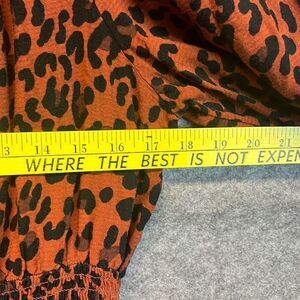 3 14 15 16 17 18 19 20 21
WHERE THE BEST IS NOT EXPEN